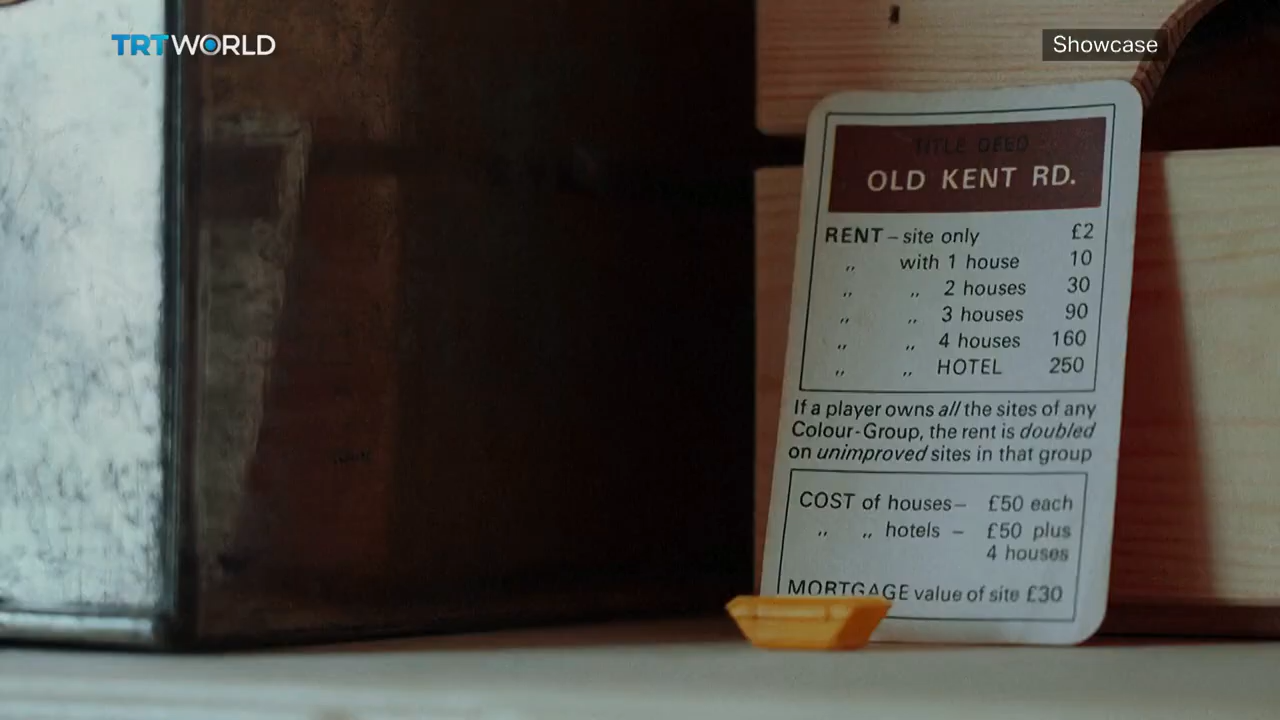 TRT WORLD
Showcase
TITLE DEED
OLD KENT RD.
RENT – site only £2
,, with 1 house 10
,, ,, 2 houses 30
,, ,, 3 houses 90
,, ,, 4 houses 160
,, ,, HOTEL 250
If a player owns all the sites of any
Colour-Group, the rent is doubled
on unimproved sites in that group
COST of houses – £50 each
,, ,, hotels – £50 plus
4 houses
MORTGAGE value of site £30